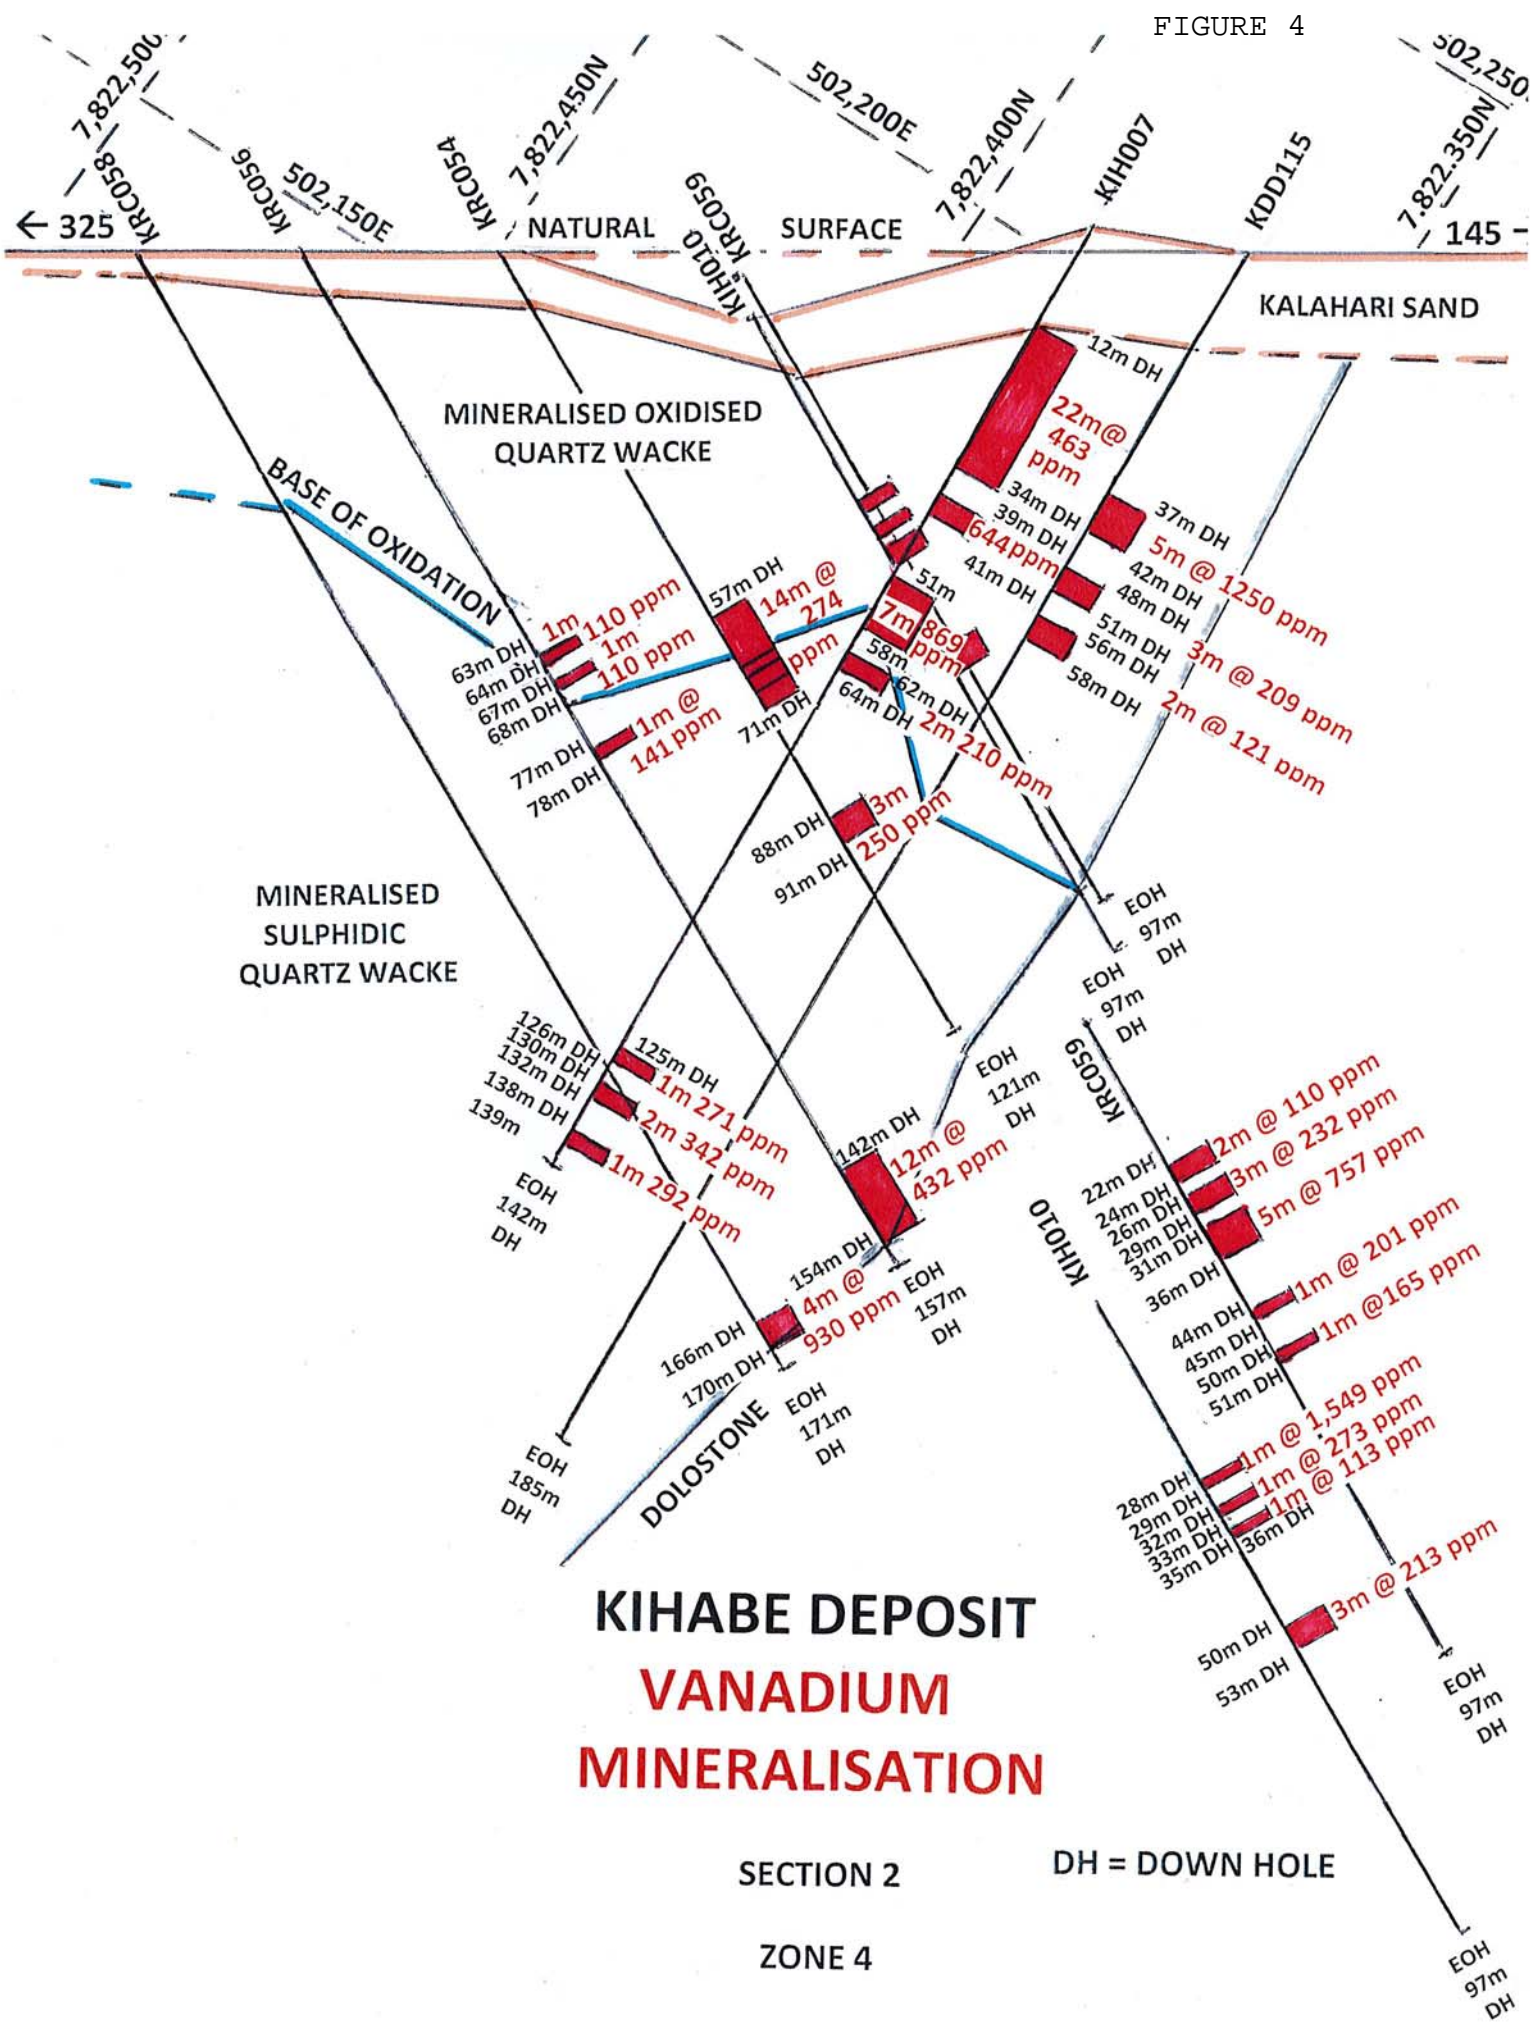 FIGURE 4
7,822,500
7,822,450N
502,200E
7,822,400N
502,250
7.822.350N
KRC058
KRC056
502,150E
KRC054
KIH010
KRC059
KIH007
KDD115
← 325
NATURAL SURFACE
145 -
KALAHARI SAND
MINERALISED OXIDISED
QUARTZ WACKE
BASE OF OXIDATION
12m DH
22m@
463
ppm
34m DH
39m DH
644ppm
41m DH
37m DH
5m @ 1250 ppm
42m DH
48m DH
51m DH
3m @ 209 ppm
56m DH
58m DH
2m @ 121 ppm
51m
7m 869
ppm
58m
62m DH
64m DH
2m 210 ppm
57m DH
14m @
274
ppm
71m DH
1m
110 ppm
1m
110 ppm
63m DH
64m DH
67m DH
68m DH
1m @
141 ppm
77m DH
78m DH
88m DH
3m
250 ppm
91m DH
MINERALISED
SULPHIDIC
QUARTZ WACKE
EOH
97m
DH
EOH
97m
DH
EOH
121m
DH
126m DH
130m DH
132m DH
138m DH
139m
125m DH
1m 271 ppm
2m 342 ppm
1m 292 ppm
EOH
142m
DH
142m DH
12m @
432 ppm
154m DH
EOH
157m
DH
4m @
930 ppm
166m DH
170m DH
EOH
171m
DH
EOH
185m
DH
DOLOSTONE
KRC059
2m @ 110 ppm
3m @ 232 ppm
5m @ 757 ppm
22m DH
24m DH
26m DH
29m DH
31m DH
36m DH
1m @ 201 ppm
1m @165 ppm
44m DH
45m DH
50m DH
51m DH
EOH
97m
DH
KIH010
1m @ 1,549 ppm
1m @ 273 ppm
1m @ 113 ppm
28m DH
29m DH
32m DH
33m DH
35m DH
36m DH
3m @ 213 ppm
50m DH
53m DH
EOH
97m
DH
KIHABE DEPOSIT
VANADIUM
MINERALISATION
SECTION 2
DH = DOWN HOLE
ZONE 4